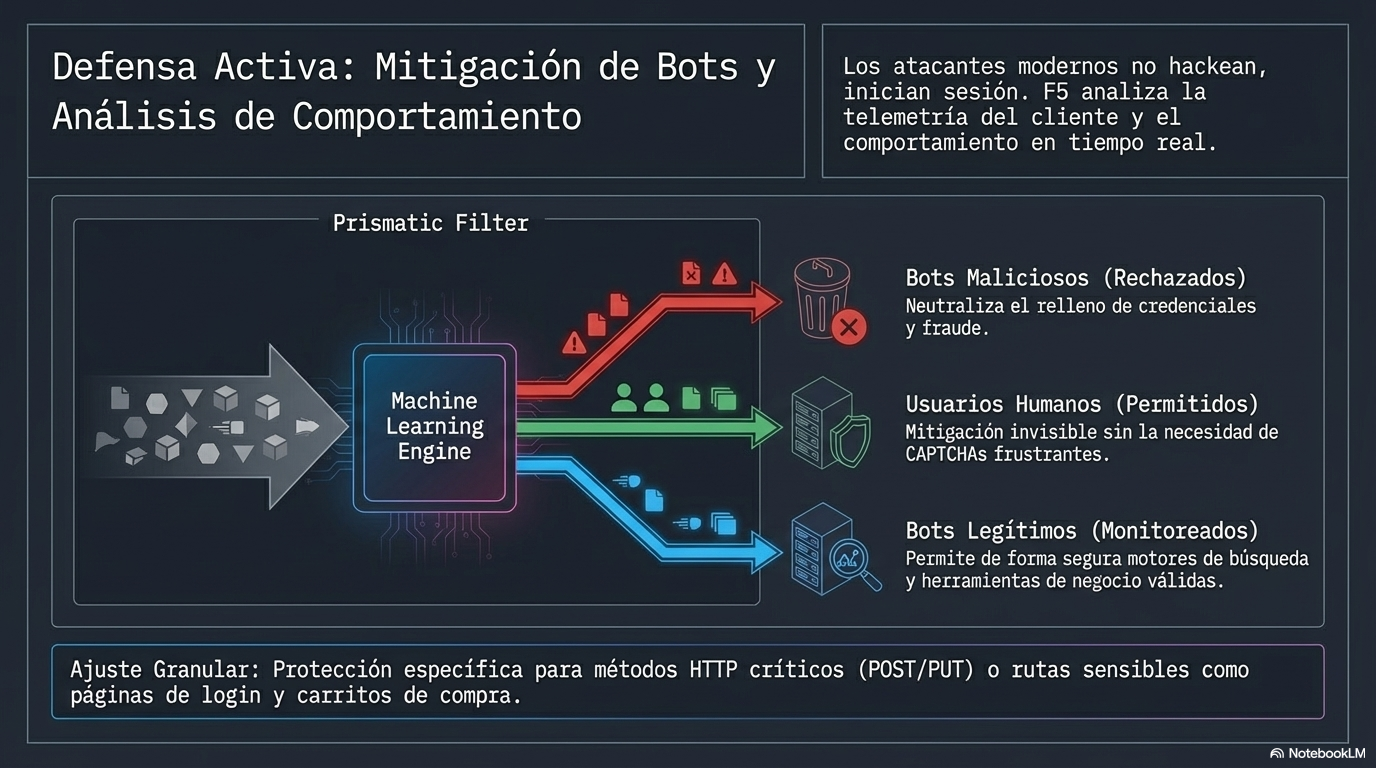 Defensa Activa: Mitigación de Bots y
Análisis de Comportamiento
Los atacantes modernos no hackean,
inician sesión. F5 analiza la
telemetría del cliente y el
comportamiento en tiempo real.
Prismatic Filter
Machine
Learning
Engine
Bots Maliciosos (Rechazados)
Neutraliza el relleno de credenciales
y fraude.
Usuarios Humanos (Permitidos)
Mitigación invisible sin la necesidad de
CAPTCHAs frustrantes.
Bots Legítimos (Monitoreados)
Permite de forma segura motores de búsqueda
y herramientas de negocio válidas.
Ajuste Granular: Protección específica para métodos HTTP críticos (POST/PUT) o rutas sensibles como
páginas de login y carritos de compra.
NotebookLM